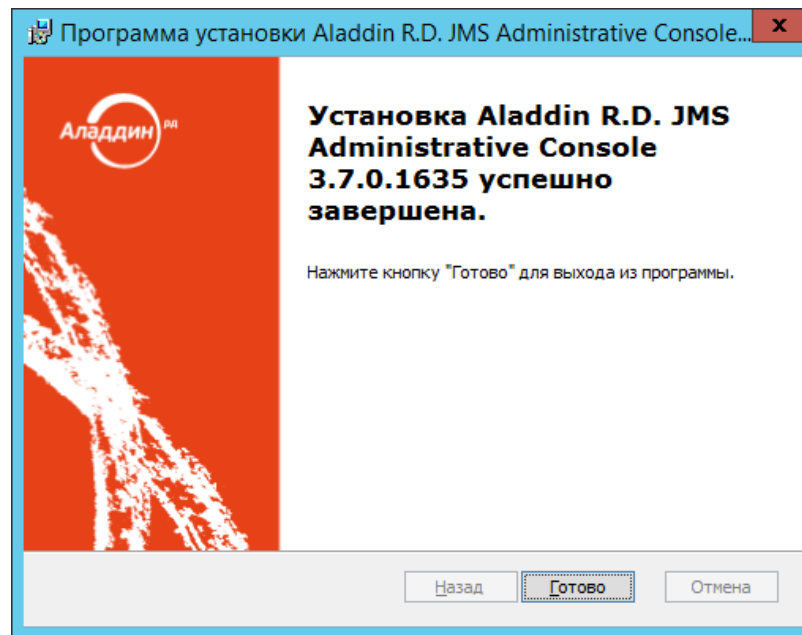 Программа установки Aladdin R.D. JMS Administrative Console...
x
Аладдин РД
Установка Aladdin R.D. JMS
Administrative Console
3.7.0.1635 успешно
завершена.
Нажмите кнопку "Готово" для выхода из программы.
Назад Готово Отмена